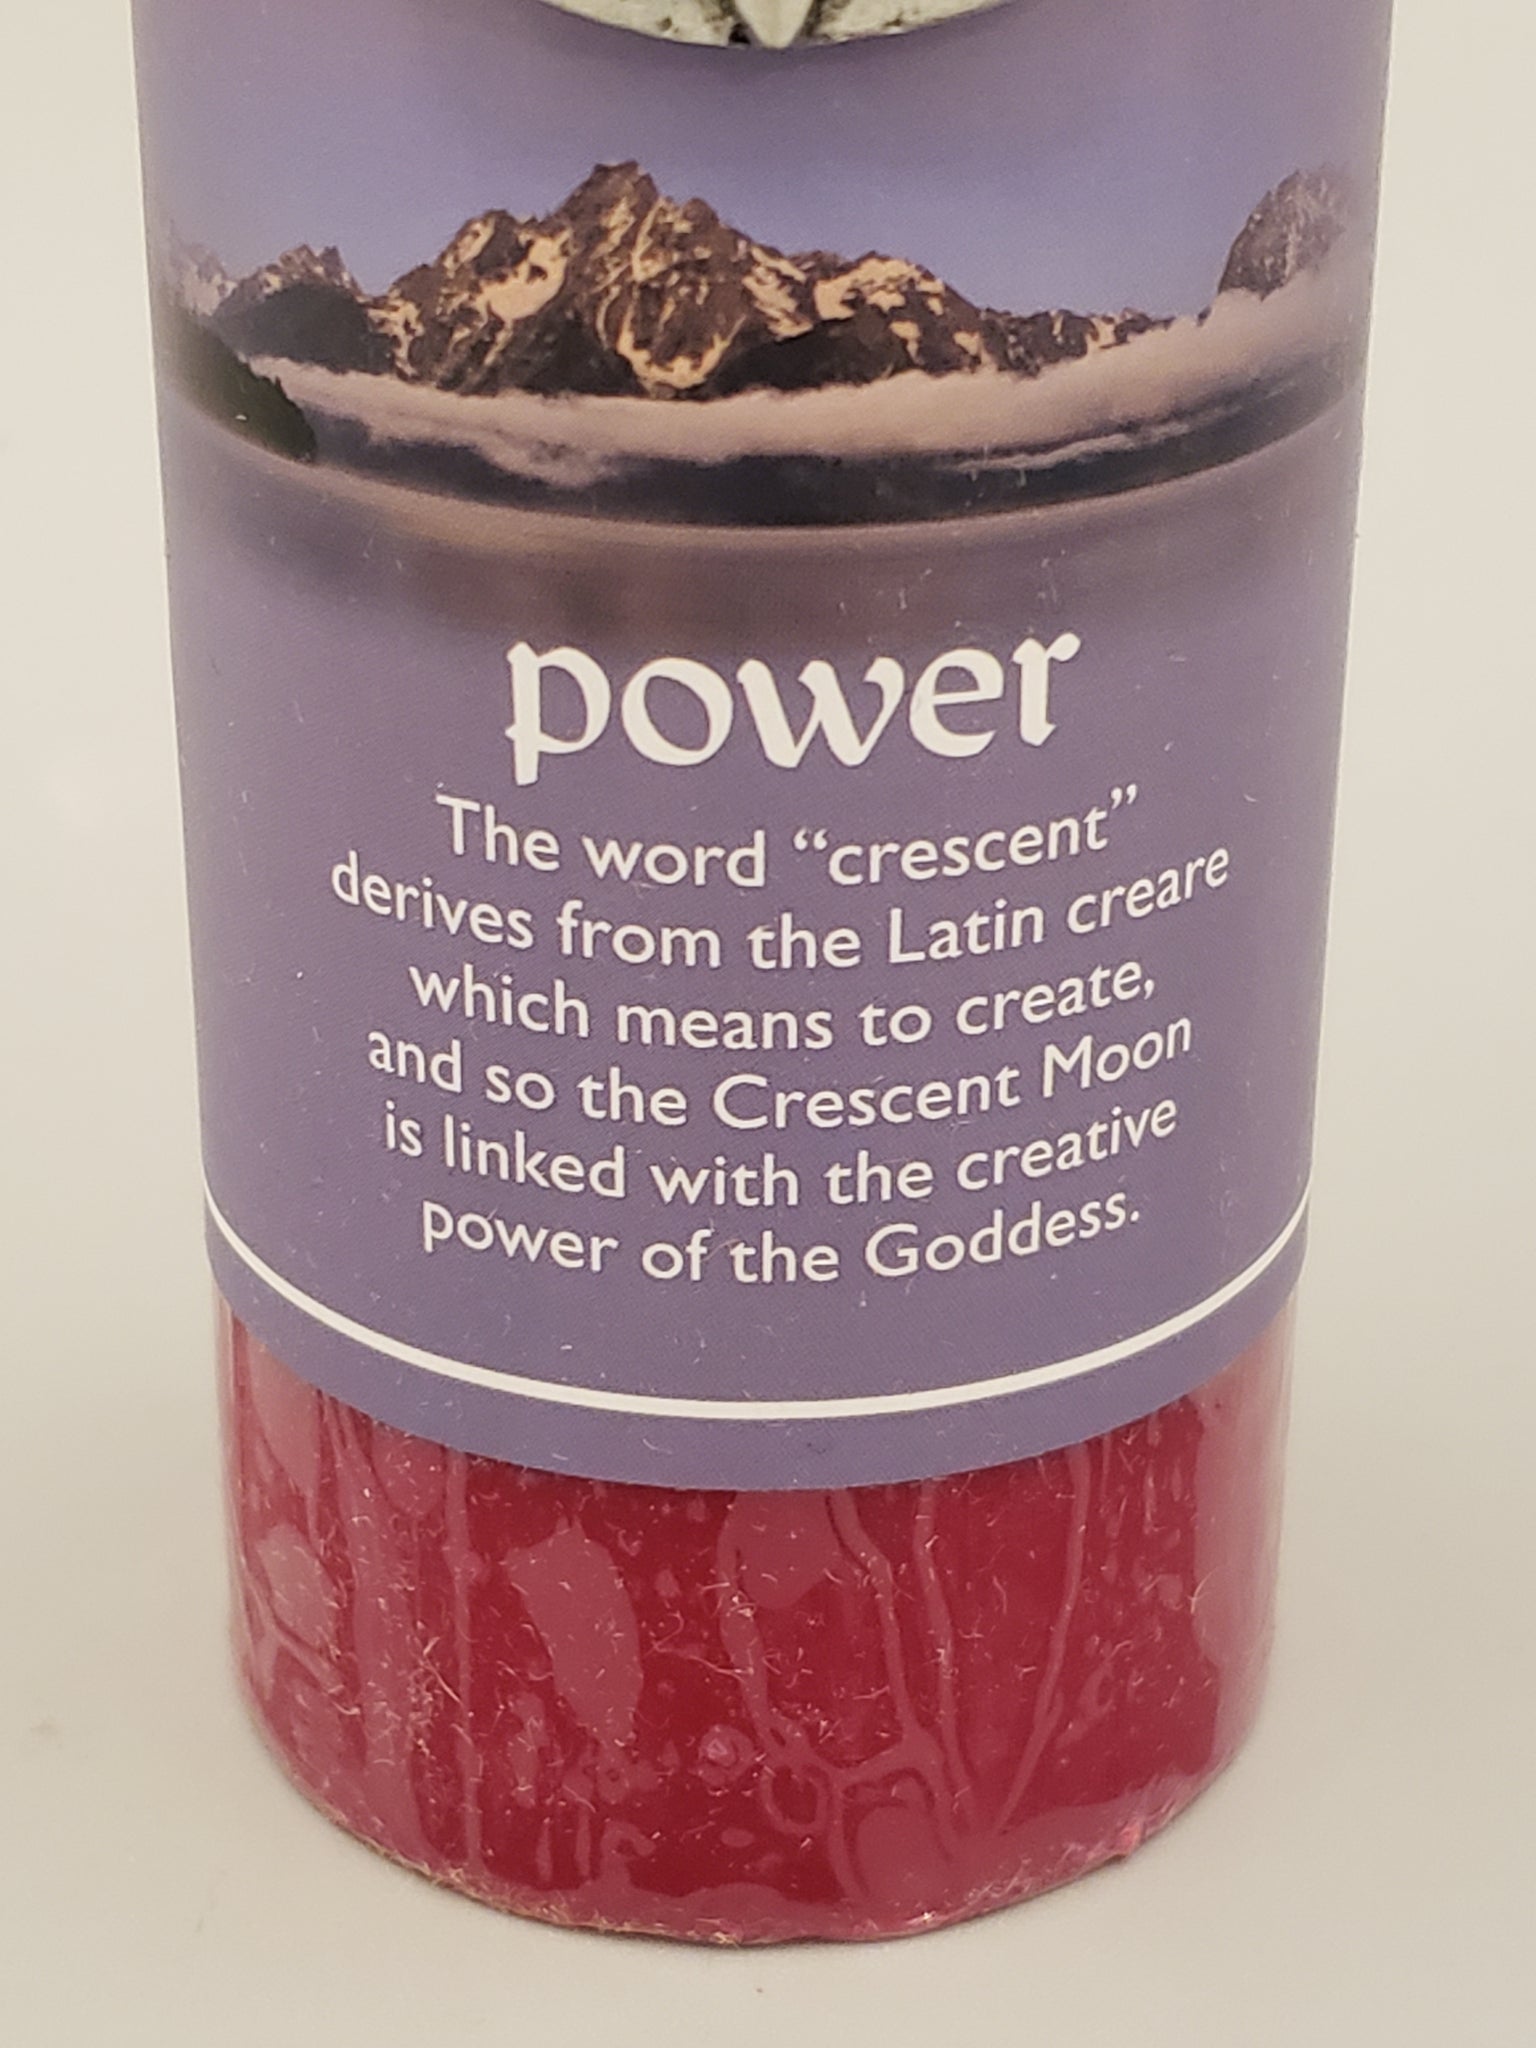 power
The word “crescent”
derives from the Latin creare
which means to create,
and so the Crescent Moon
is linked with the creative
power of the Goddess.